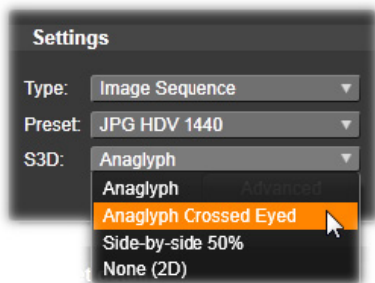 Settings
Type: Image Sequence
Preset: JPG HDV 1440
S3D: Anaglyph
Anaglyph Advanced
Anaglyph Crossed Eyed
Side-by-side 50%
None (2D)